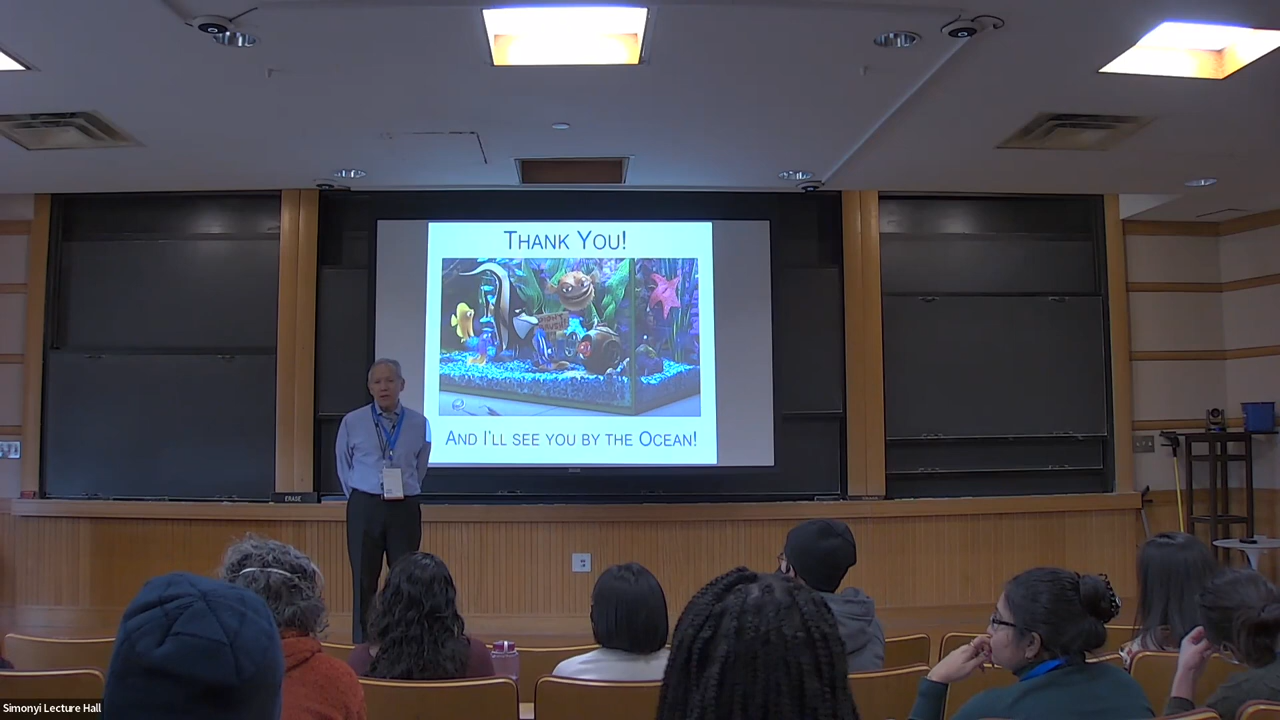 THANK YOU!
AND I'LL SEE YOU BY THE OCEAN!
ERASE
Simonyi Lecture Hall